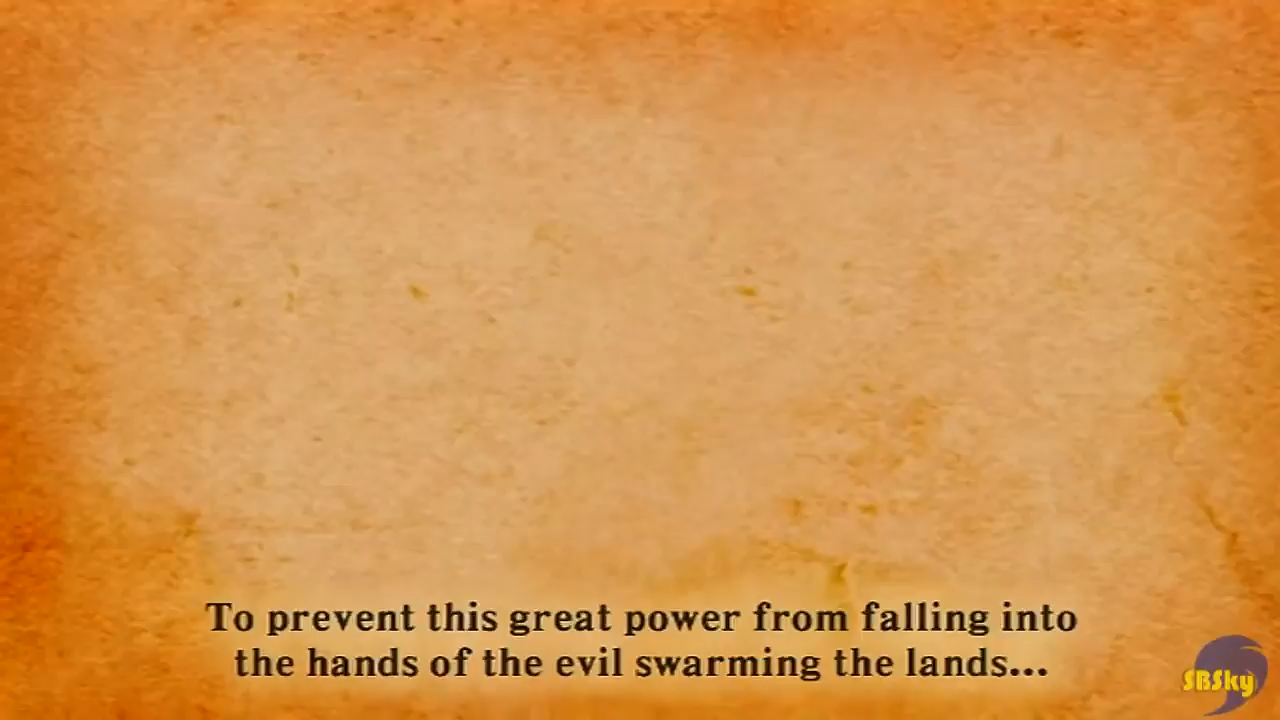 To prevent this great power from falling into
the hands of the evil swarming the lands...
SBSky